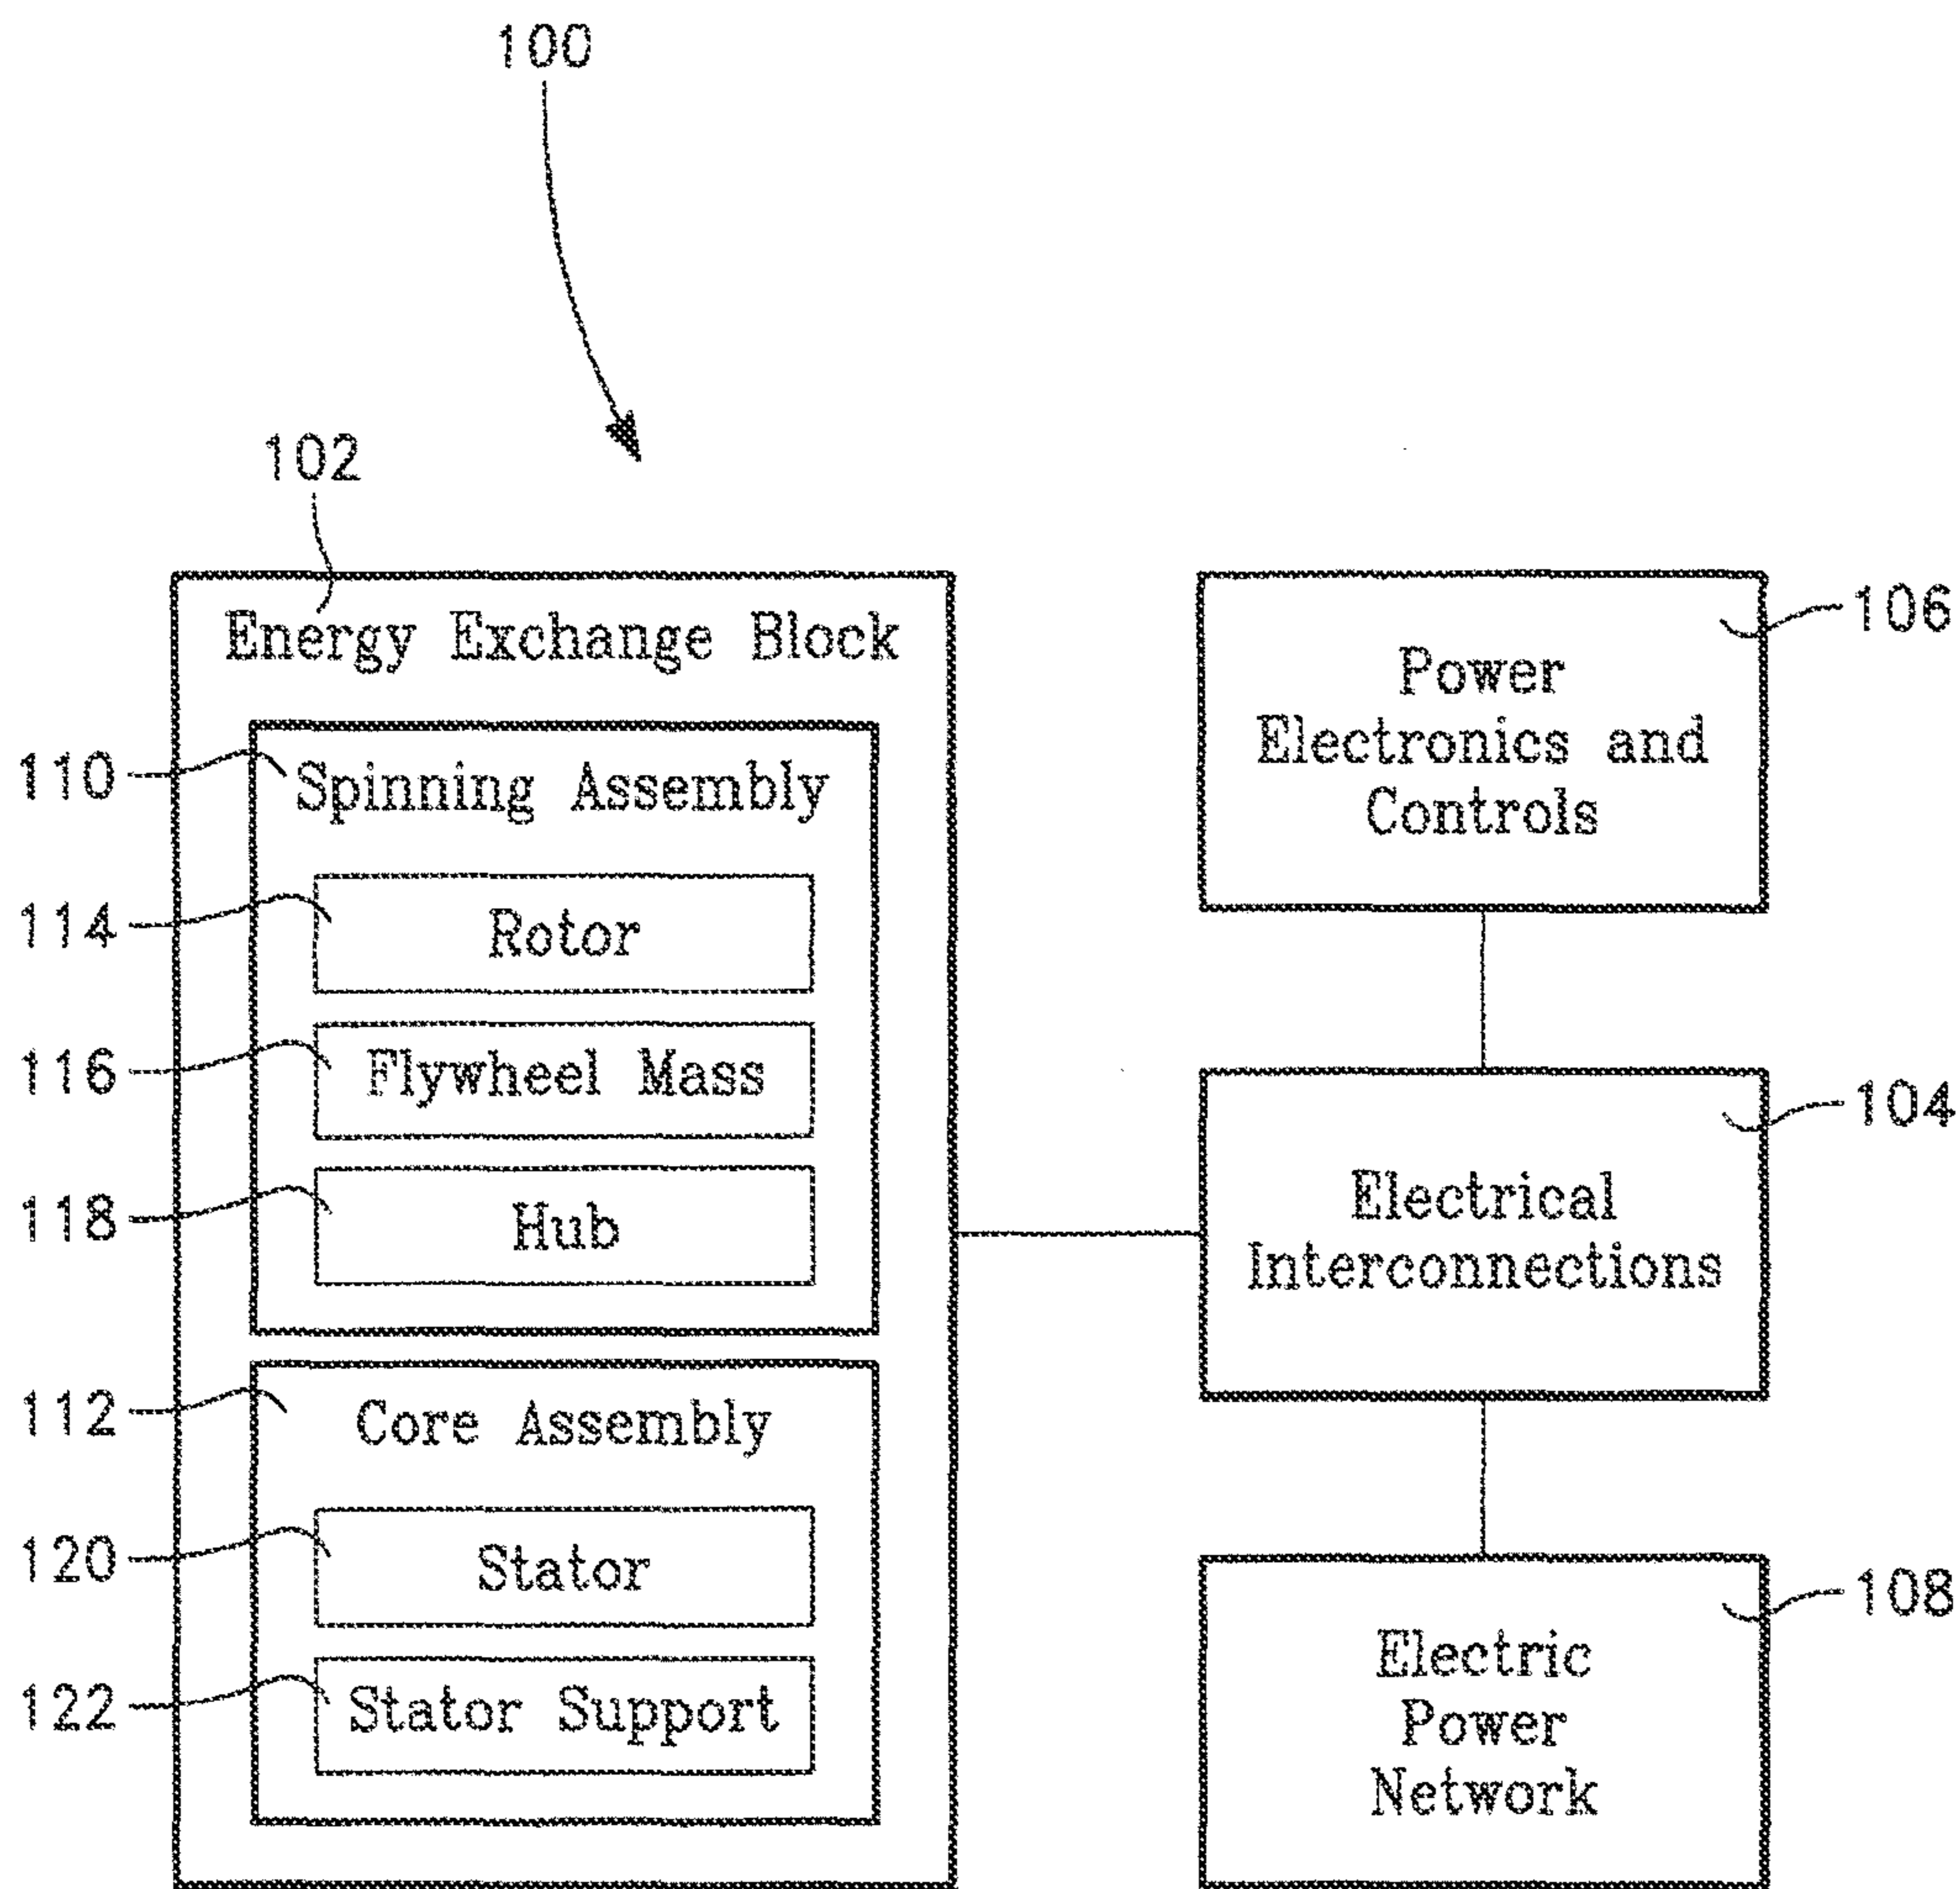 100
102
Energy Exchange Block
110
Spinning Assembly
114
Rotor
116
Flywheel Mass
118
Hub
112
Core Assembly
120
Stator
122
Stator Support
106
Power
Electronics and
Controls
104
Electrical
Interconnections
108
Electric
Power
Network